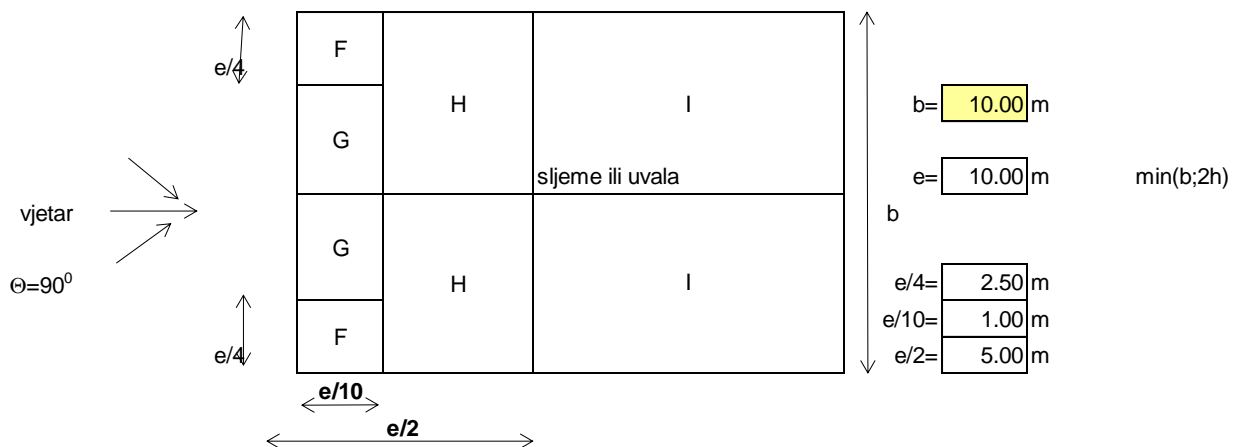 F
e/4
H
I
b= 10.00 m
G
sljeme ili uvala
e= 10.00 m min(b;2h)
vjetar
b
G
Θ=90⁰
H
I
e/4= 2.50 m
e/10= 1.00 m
F
e/4
e/2= 5.00 m
e/10
e/2